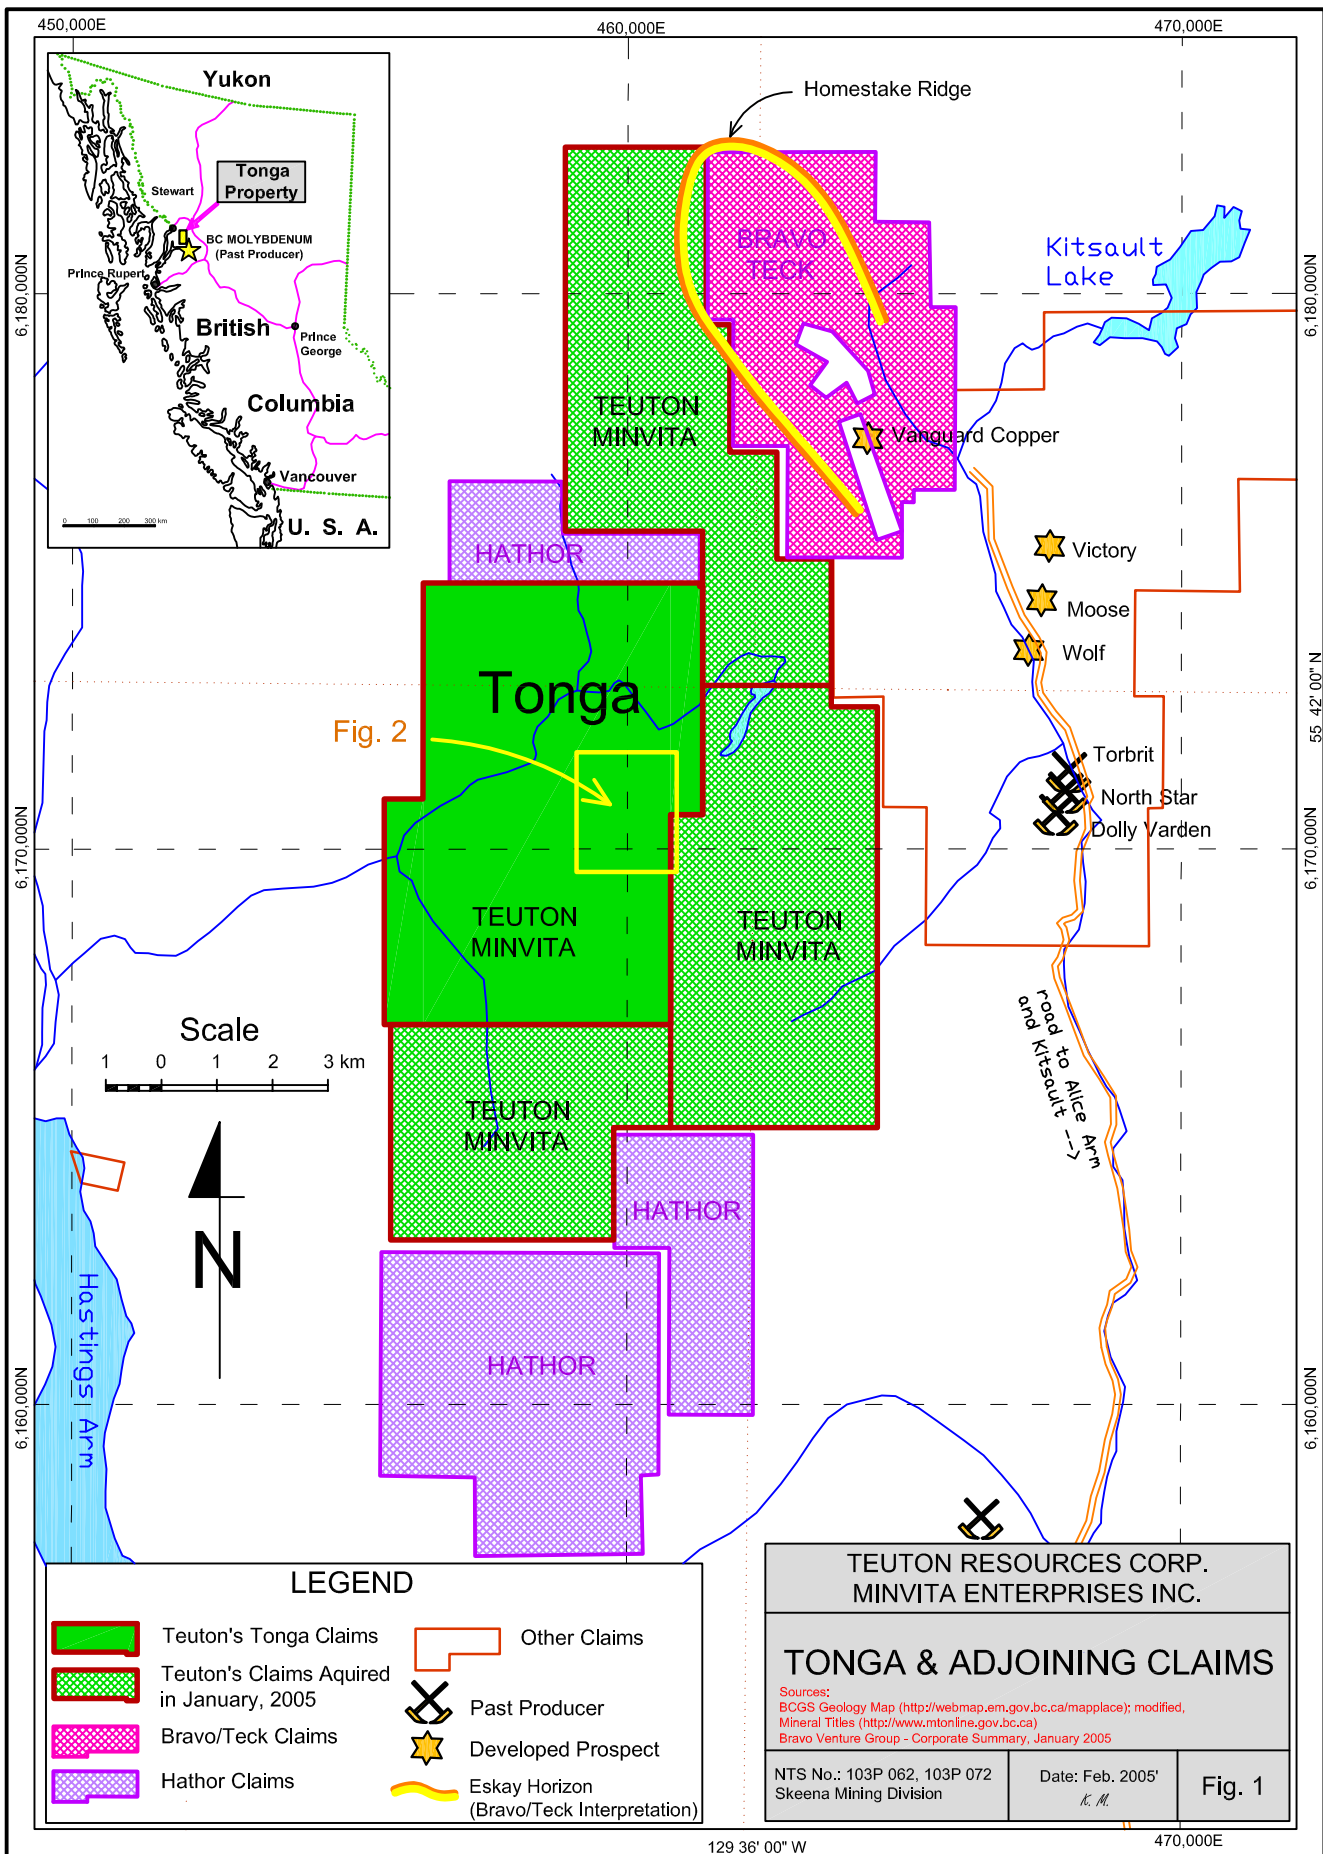 450,000E
460,000E
470,000E
Yukon
Tonga
Property
Stewart
BC MOLYBDENUM
(Past Producer)
Prince Rupert
British
Prince
George
Columbia
Vancouver
0 100 200 300 km
U. S. A.
Homestake Ridge
BRAVO
TECK
Kitsault
Lake
6,180,000N
6,180,000N
TEUTON
MINVITA
Vanguard Copper
HATHOR
Victory
Moose
Wolf
Tonga
Fig. 2
55 42' 00" N
Torbrit
North Star
Dolly Varden
6,170,000N
6,170,000N
TEUTON
MINVITA
TEUTON
MINVITA
road to Alice Arm
and Kitsault -->
Scale
1 0 1 2 3 km
TEUTON
MINVITA
N
HATHOR
HATHOR
Hastings Arm
6,160,000N
6,160,000N
LEGEND
Teuton's Tonga Claims
Teuton's Claims Aquired
in January, 2005
Bravo/Teck Claims
Hathor Claims
Other Claims
Past Producer
Developed Prospect
Eskay Horizon
(Bravo/Teck Interpretation)
TEUTON RESOURCES CORP.
MINVITA ENTERPRISES INC.
TONGA & ADJOINING CLAIMS
Sources:
BCGS Geology Map (http://webmap.em.gov.bc.ca/mapplace); modified,
Mineral Titles (http://www.mtonline.gov.bc.ca)
Bravo Venture Group - Corporate Summary, January 2005
NTS No.: 103P 062, 103P 072
Skeena Mining Division
Date: Feb. 2005'
K. M.
Fig. 1
129 36' 00" W
470,000E